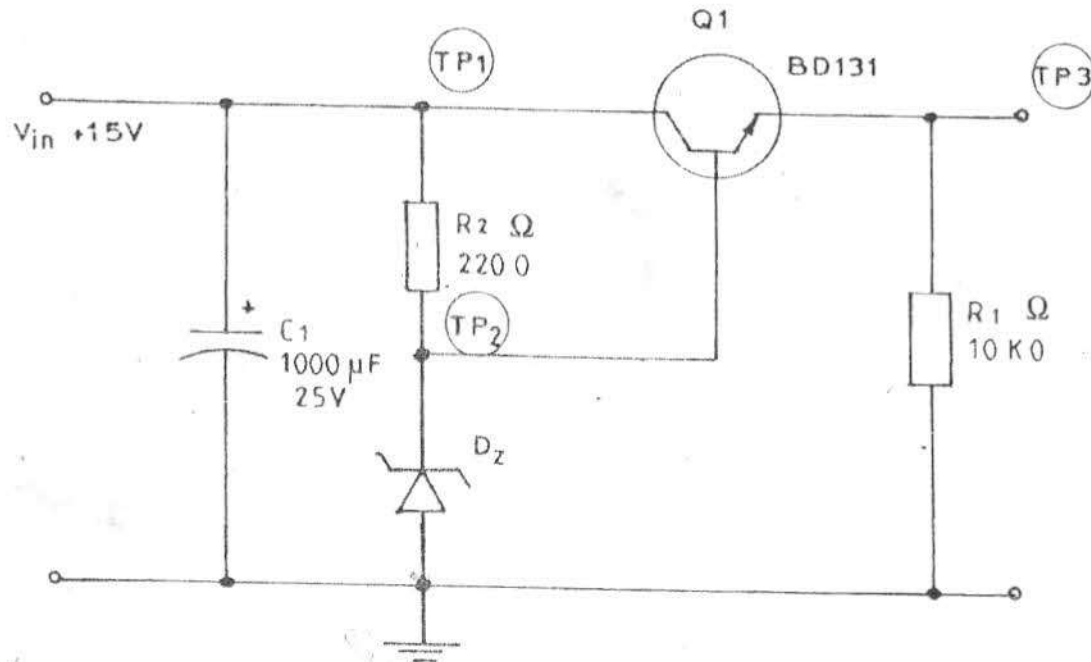 Q1
TP1
BD131
TP3
Vin +15V
R2 Ω
220 0
TP2
+
C1
1000 µF
25V
R1 Ω
10 K0
Dz